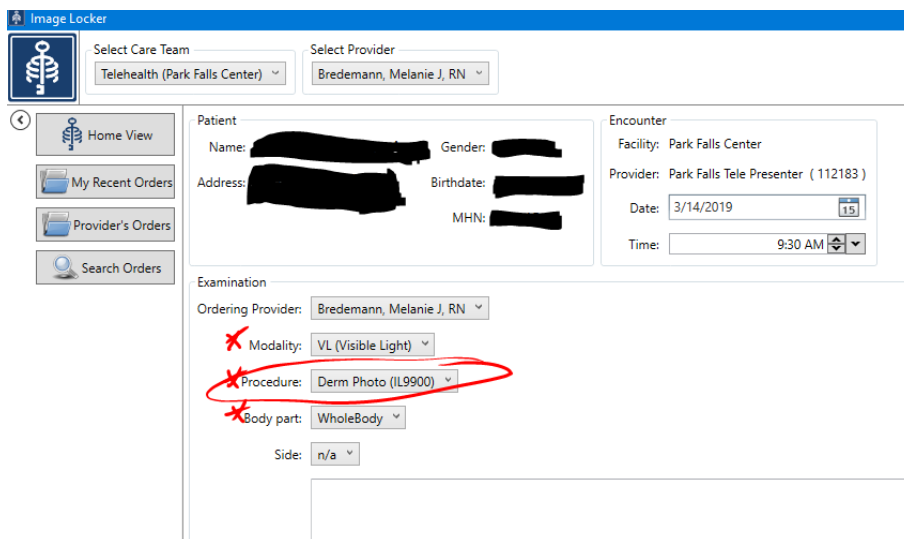 Image Locker
Select Care Team
Select Provider
Telehealth (Park Falls Center)
Bredemann, Melanie J, RN
Home View
My Recent Orders
Provider's Orders
Search Orders
Patient
Name:
Gender:
Address:
Birthdate:
MHN:
Encounter
Facility: Park Falls Center
Provider: Park Falls Tele Presenter ( 112183 )
Date: 3/14/2019 15
Time: 9:30 AM
Examination
Ordering Provider: Bredemann, Melanie J, RN
Modality: VL (Visible Light)
Procedure: Derm Photo (IL9900)
Body part: WholeBody
Side: n/a